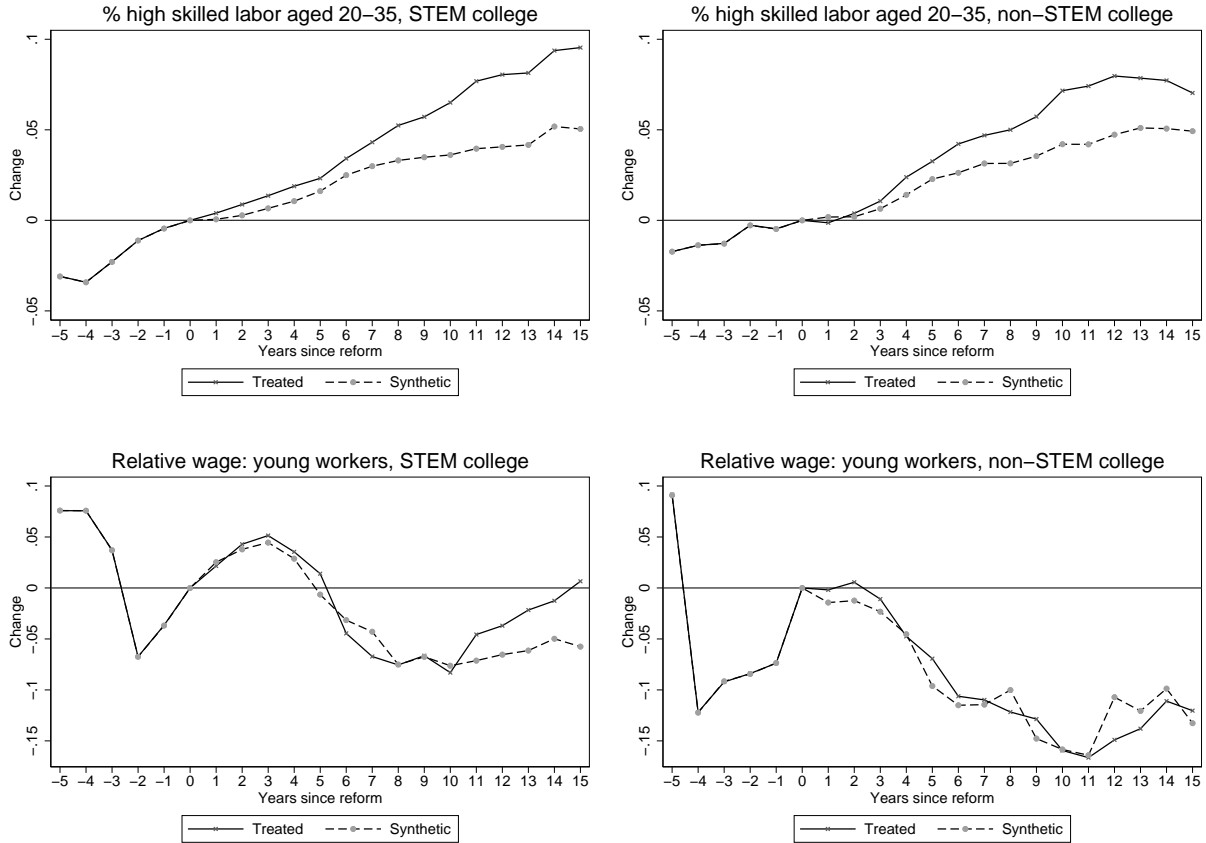 % high skilled labor aged 20−35, STEM college
.1
.05
0
−.05
Change
−5 −4 −3 −2 −1 0 1 2 3 4 5 6 7 8 9 10 11 12 13 14 15
Years since reform
Treated Synthetic
% high skilled labor aged 20−35, non−STEM college
.1
.05
0
−.05
Change
−5 −4 −3 −2 −1 0 1 2 3 4 5 6 7 8 9 10 11 12 13 14 15
Years since reform
Treated Synthetic
Relative wage: young workers, STEM college
.1
.05
0
−.05
−.1
−.15
Change
−5 −4 −3 −2 −1 0 1 2 3 4 5 6 7 8 9 10 11 12 13 14 15
Years since reform
Treated Synthetic
Relative wage: young workers, non−STEM college
.1
.05
0
−.05
−.1
−.15
Change
−5 −4 −3 −2 −1 0 1 2 3 4 5 6 7 8 9 10 11 12 13 14 15
Years since reform
Treated Synthetic